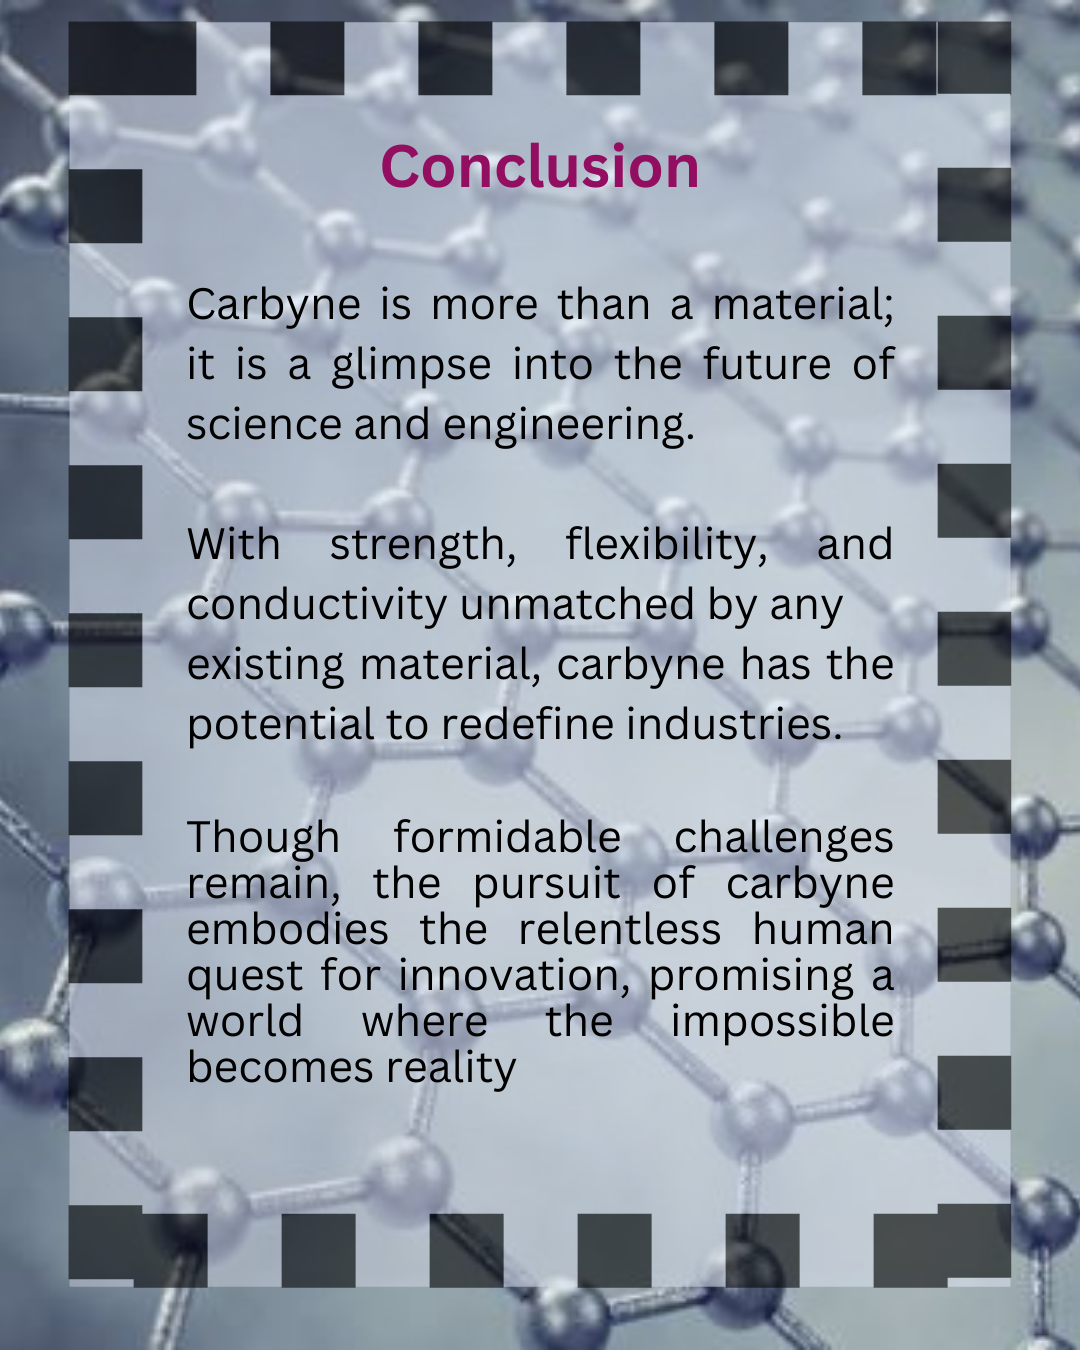 Conclusion
Carbyne is more than a material;
it is a glimpse into the future of
science and engineering.
With strength, flexibility, and
conductivity unmatched by any
existing material, carbyne has the
potential to redefine industries.
Though formidable challenges
remain, the pursuit of carbyne
embodies the relentless human
quest for innovation, promising a
world where the impossible
becomes reality